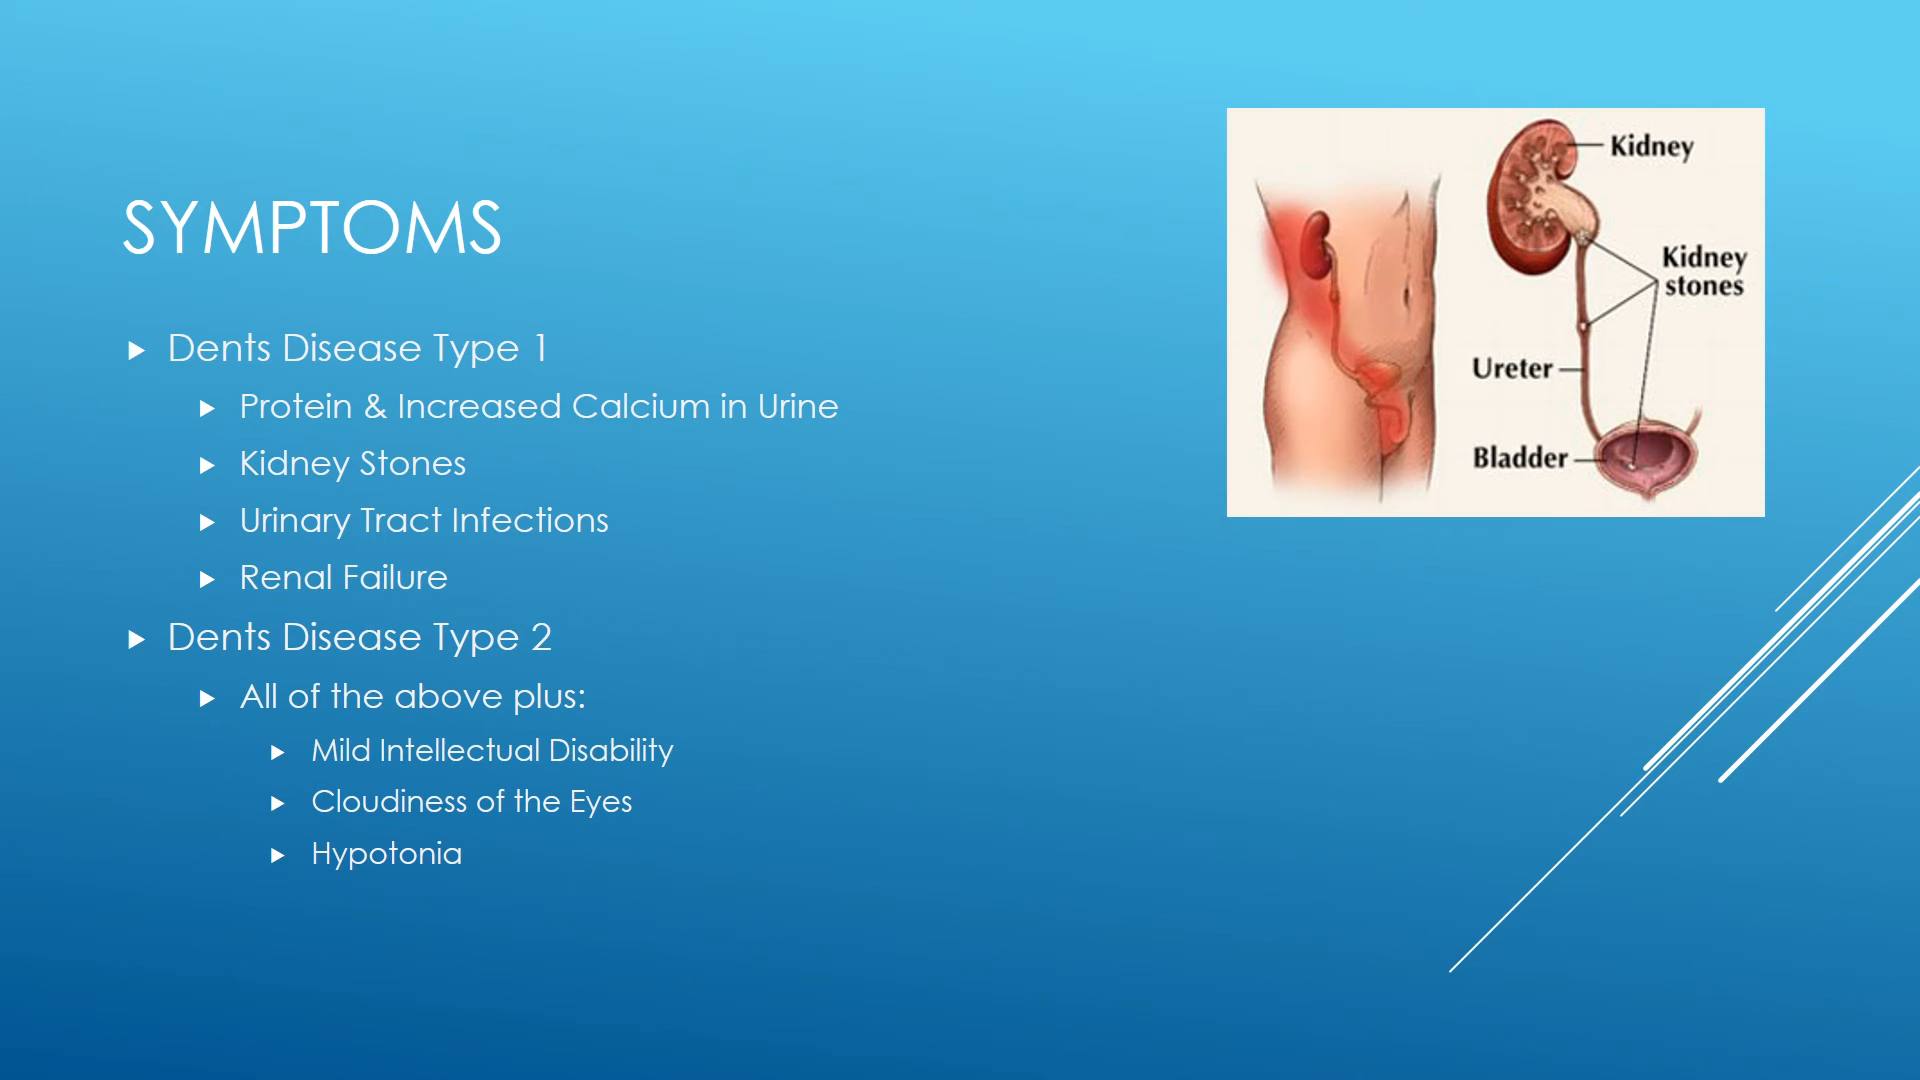 SYMPTOMS
Dents Disease Type 1
Protein & Increased Calcium in Urine
Kidney Stones
Urinary Tract Infections
Renal Failure
Dents Disease Type 2
All of the above plus:
Mild Intellectual Disability
Cloudiness of the Eyes
Hypotonia
Kidney
Kidney
stones
Ureter
Bladder